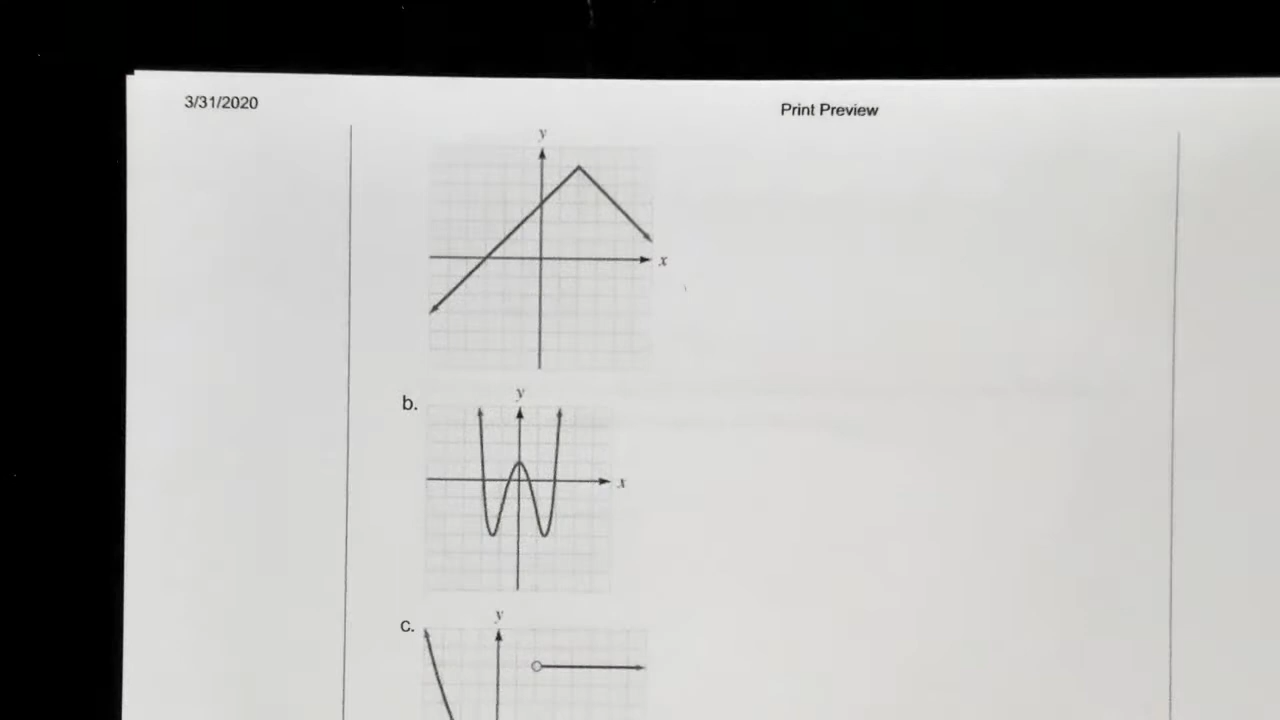 3/31/2020
Print Preview
y
x
b.
y
x
c.
y